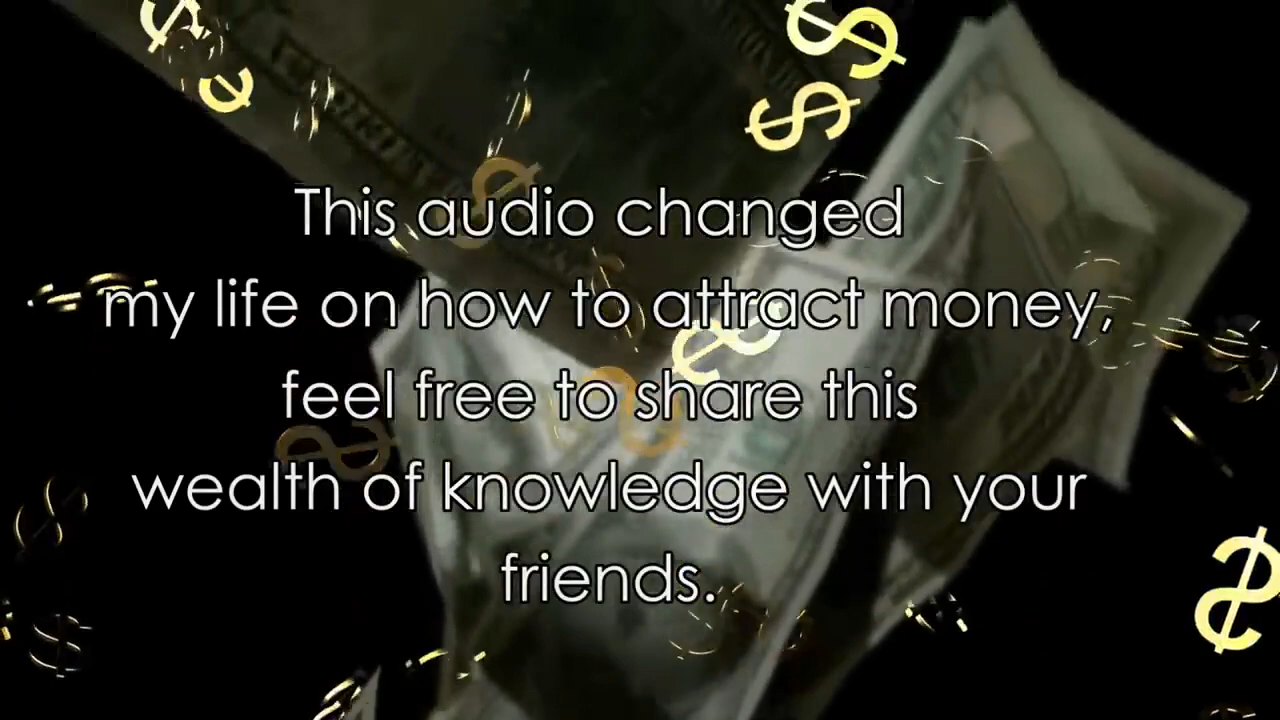 This audio changed
my life on how to attract money,
feel free to share this
wealth of knowledge with your
friends.